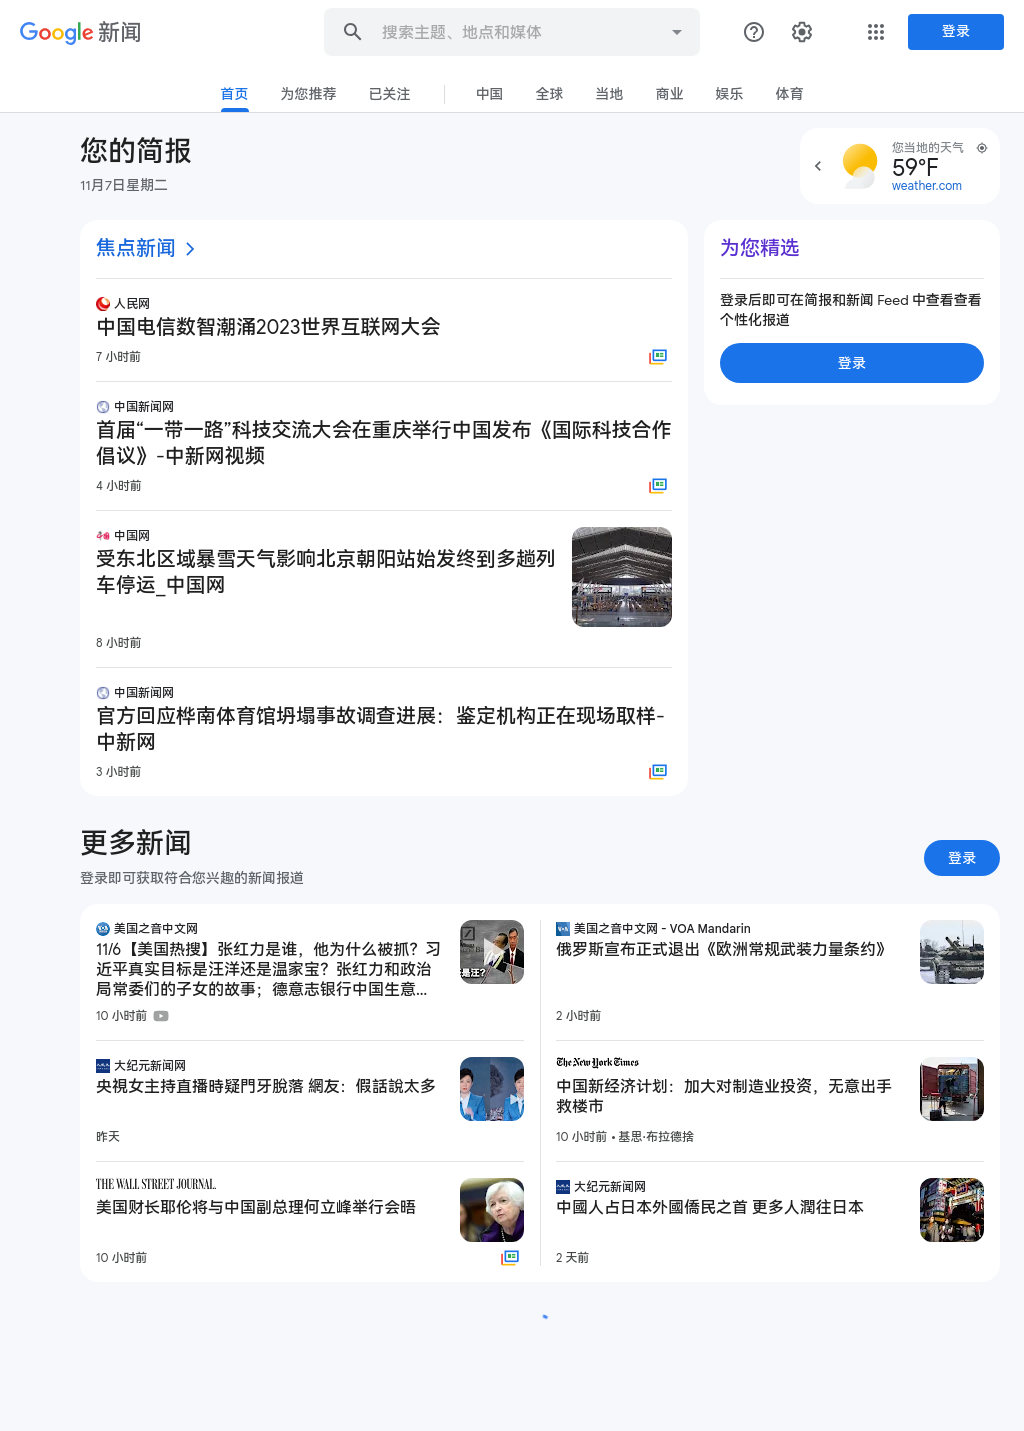 Google 新闻
搜索主题、地点和媒体
登录
首页
为您推荐
已关注
中国
全球
当地
商业
娱乐
体育
您的简报
11月7日星期二
您当地的天气
59°F
weather.com
焦点新闻
人民网
中国电信数智潮涌2023世界互联网大会
7 小时前
中国新闻网
首届“一带一路”科技交流大会在重庆举行中国发布《国际科技合作
倡议》-中新网视频
4 小时前
中国网
受东北区域暴雪天气影响北京朝阳站始发终到多趟列
车停运_中国网
8 小时前
中国新闻网
官方回应桦南体育馆坍塌事故调查进展：鉴定机构正在现场取样-
中新网
3 小时前
为您精选
登录后即可在简报和新闻 Feed 中查看查看
个性化报道
登录
更多新闻
登录即可获取符合您兴趣的新闻报道
登录
美国之音中文网
11/6【美国热搜】张红力是谁，他为什么被抓？习
近平真实目标是汪洋还是温家宝？张红力和政治
局常委们的子女的故事；德意志银行中国生意...
10 小时前
是汪？
大纪元新闻网
央視女主持直播時疑門牙脫落 網友：假話說太多
昨天
THE WALL STREET JOURNAL.
美国财长耶伦将与中国副总理何立峰举行会晤
10 小时前
美国之音中文网 - VOA Mandarin
俄罗斯宣布正式退出《欧洲常规武装力量条约》
2 小时前
The New York Times
中国新经济计划：加大对制造业投资，无意出手
救楼市
10 小时前 • 基思·布拉德捨
大纪元新闻网
中國人占日本外國僑民之首 更多人潤往日本
2 天前